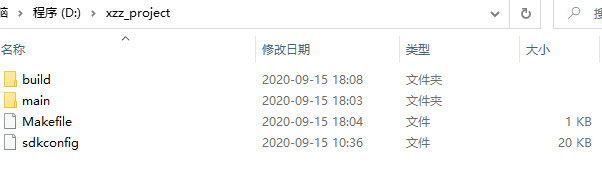 脑 > 程序 (D:) > xzz_project
名称 修改日期 类型 大小
build 2020-09-15 18:08 文件夹
main 2020-09-15 18:03 文件夹
Makefile 2020-09-15 18:04 文件 1 KB
sdkconfig 2020-09-15 10:36 文件 20 KB